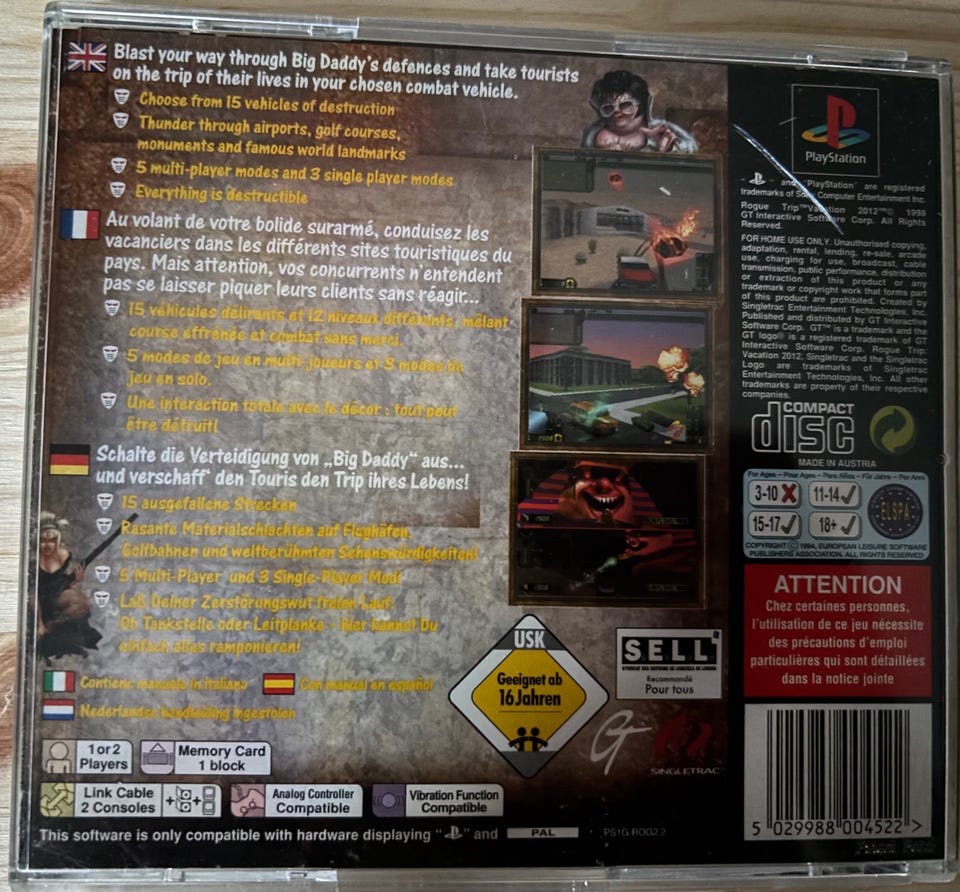 Blast your way through Big Daddy's defences and take tourists
on the trip of their lives in your chosen combat vehicle.
Choose from 15 vehicles of destruction
Thunder through airports, golf courses,
monuments and famous world landmarks
5 multi-player modes and 3 single player modes
Everything is destructible
Au volant de votre bolide surarmé, conduisez les
vacanciers dans les différents sites touristiques du
pays. Mais attention, vos concurrents n'entendent
pas se laisser piquer leurs clients sans réagir...
15 véhicules délirants et 12 niveaux différents, mêlant
course effrénée et combat sans merci.
5 modes de jeu en multi-joueurs et 3 modes de
jeu en solo.
Une interaction totale avec le décor : tout peut
être détruit!
Schalte die Verteidigung von „Big Daddy" aus...
und verschaff' den Touris den Trip ihres Lebens!
15 ausgefallene Strecken
Rasante Materialschlachten auf Flughäfen,
Golfbahnen und weltberühmten Sehenswürdigkeiten!
5 Multi-Player und 3 Single-Player Modi
Laß Deiner Zerstörungswut freien Lauf:
Ob Tankstelle oder Leitplanke - Hier kannst Du
einfach alles ramponieren!
Contiene manuale in italiano
Con manual en español
Nederlandse handleiding ingesloten
USK
Geeignet ab
16 Jahren
SELL
Recommandé
Pour tous
GT
SINGLETRAC
1 or 2
Players
Memory Card
1 block
Link Cable
2 Consoles
Analog Controller
Compatible
Vibration Function
Compatible
This software is only compatible with hardware displaying " " and PAL
PS1G-ROG2.2
PlayStation
and "PlayStation" are registered
trademarks of Sony Computer Entertainment Inc.
Rogue Trip™ Vacation 2012™© 1998
GT Interactive Software Corp. All Rights
Reserved.
FOR HOME USE ONLY. Unauthorised copying,
adaptation, rental, lending, re-sale, arcade
use, charging for use, broadcast, cable
transmission, public performance, distribution
or extraction of this product or any
trademark or copyright work that forms part
of this product are prohibited. Created by
Singletrac Entertainment Technologies, Inc.
Published and distributed by GT Interactive
Software Corp. GT™ is a trademark and the
GT logo® is a registered trademark of GT
Interactive Software Corp. Rogue Trip:
Vacation 2012, Singletrac and the Singletrac
Logo are trademarks of Singletrac
Entertainment Technologies, Inc. All other
trademarks are property of their respective
companies.
COMPACT
disc
MADE IN AUSTRIA
For Ages - Pour Ages - Para Años - Für Jahre - Per Anni
3-10
11-14
15-17
18+
ELSPA
COPYRIGHT © 1994, EUROPEAN LEISURE SOFTWARE
PUBLISHERS ASSOCIATION, ALL RIGHTS RESERVED
ATTENTION
Chez certaines personnes,
l'utilisation de ce jeu nécessite
des précautions d'emploi
particulières qui sont détaillées
dans la notice jointe
5 029988 004522 >